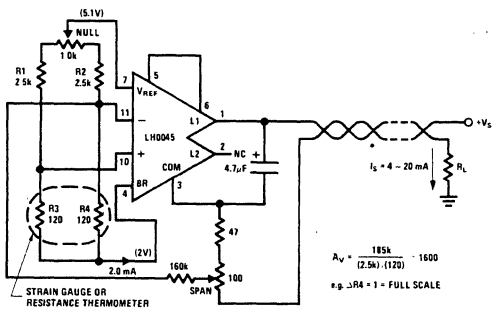 (5.1V)
NULL
1 0k
R1
2 5k
R2
2.5k
7
5
VREF
6
11
−
L1
1
LH0045
10
+
L2
2
NC
+
+VS
COM
4.7μF
BR
4
3
IS = 4 ~ 20 mA
RL
R3
120
R4
120
47
(2V)
2.0 mA
160k
100
SPAN
AV = 185k / (2.5k)·(120) · 1600
e.g. △R4 = 1 = FULL SCALE
STRAIN GAUGE OR
RESISTANCE THERMOMETER